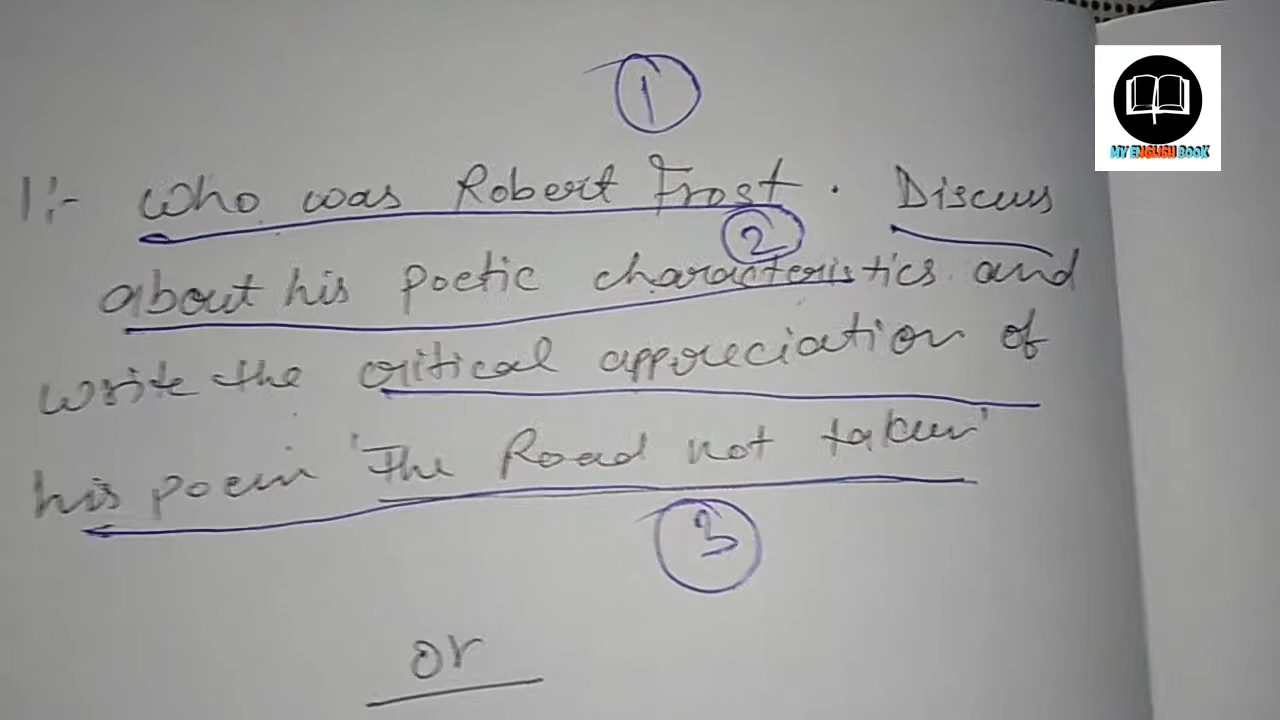 1
MY ENGLISH BOOK
1:- Who was Robert Frost. Discuss
2
about his poetic characteristics and
write the critical appreciation of
his poem 'The Road not taken'
3
or